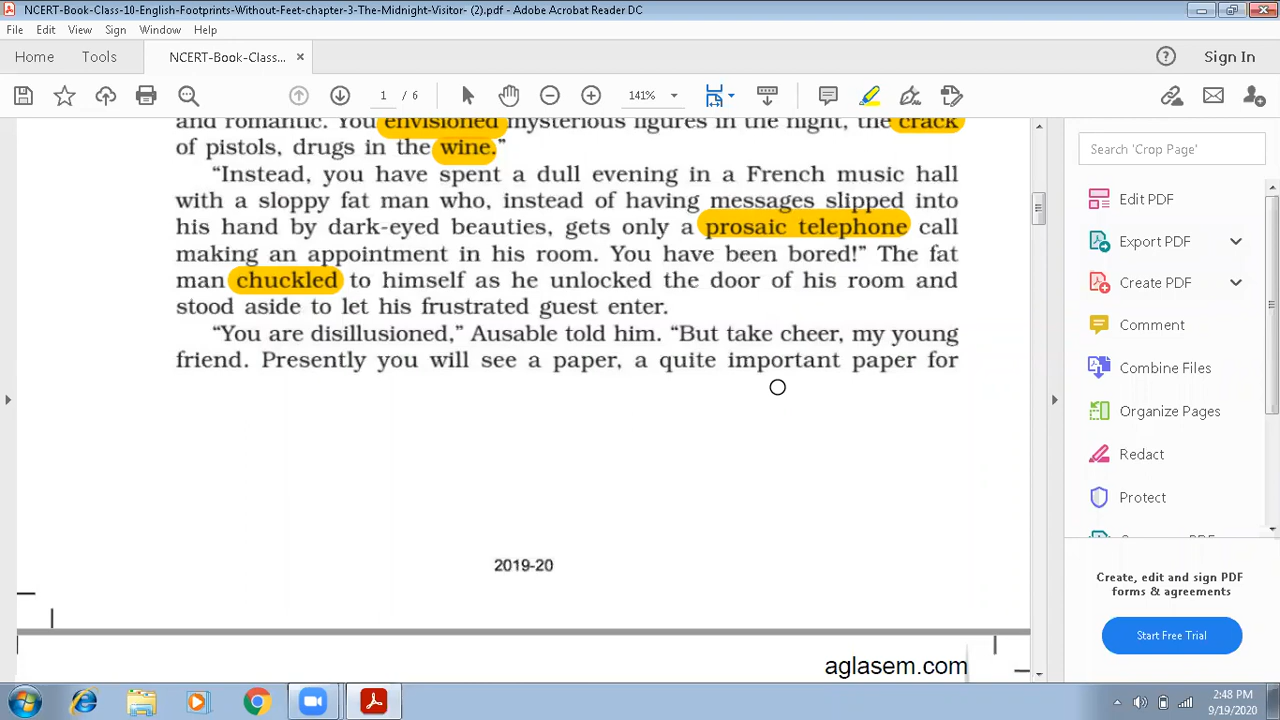 NCERT-Book-Class-10-English-Footprints-Without-Feet-chapter-3-The-Midnight-Visitor- (2).pdf - Adobe Acrobat Reader DC
File Edit View Sign Window Help
Home Tools NCERT-Book-Class... × Sign In
1 / 6 141%
and romantic. You envisioned mysterious figures in the night, the crack
of pistols, drugs in the wine.”
“Instead, you have spent a dull evening in a French music hall
with a sloppy fat man who, instead of having messages slipped into
his hand by dark-eyed beauties, gets only a prosaic telephone call
making an appointment in his room. You have been bored!” The fat
man chuckled to himself as he unlocked the door of his room and
stood aside to let his frustrated guest enter.
“You are disillusioned,” Ausable told him. “But take cheer, my young
friend. Presently you will see a paper, a quite important paper for
2019-20
aglasem.com
Search 'Crop Page'
Edit PDF
Export PDF
Create PDF
Comment
Combine Files
Organize Pages
Redact
Protect
Create, edit and sign PDF
forms & agreements
Start Free Trial
2:48 PM
9/19/2020